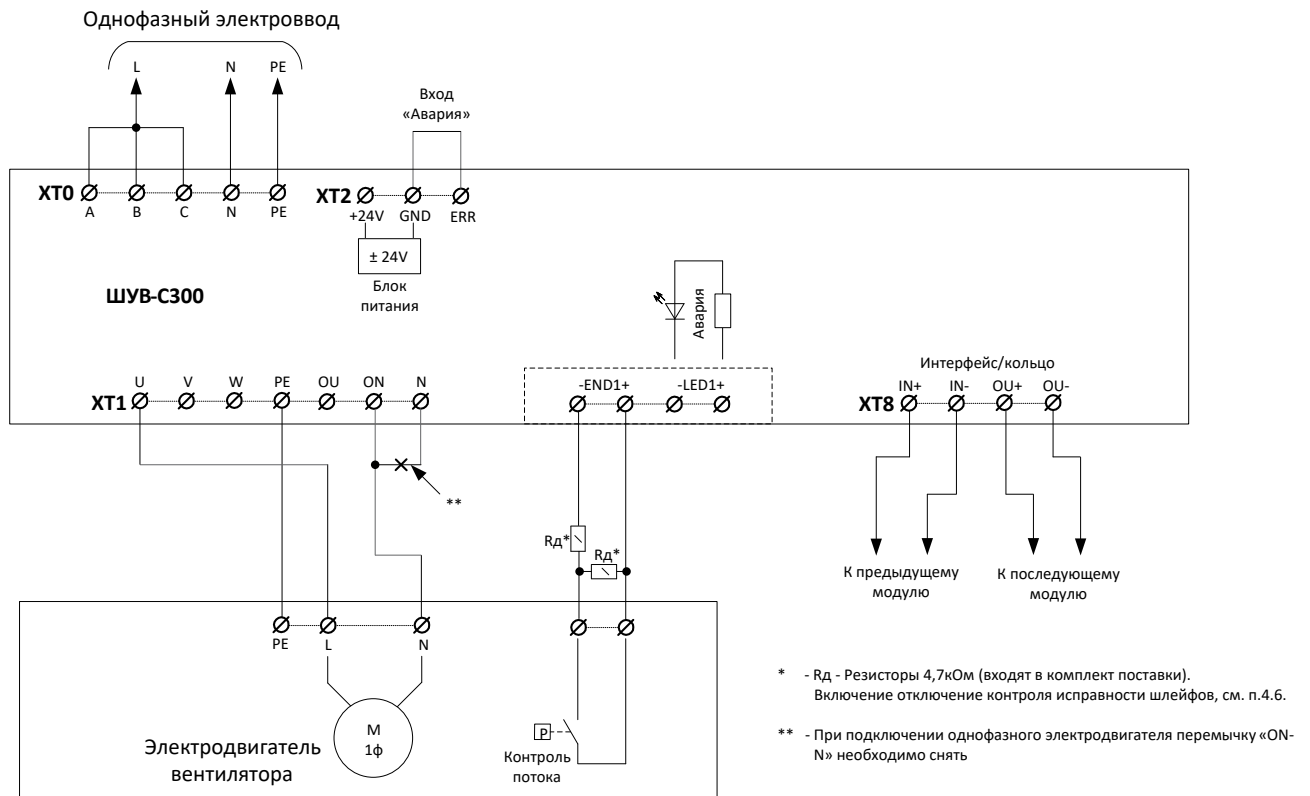 Однофазный электроввод
L N PE
Вход
«Авария»
XT0
A B C N PE
XT2
+24V GND ERR
± 24V
Блок
питания
ШУВ-С300
Авария
Интерфейс/кольцо
U V W PE OU ON N
XT1
-END1+ -LED1+
IN+ IN- OU+ OU-
XT8
**
Rд*
Rд*
К предыдущему
модулю
К последующему
модулю
PE L N
М
1ф
Электродвигатель
вентилятора
P
Контроль
потока
* - Rд - Резисторы 4,7кОм (входят в комплект поставки).
Включение отключение контроля исправности шлейфов, см. п.4.6.
** - При подключении однофазного электродвигателя перемычку «ON-
N» необходимо снять